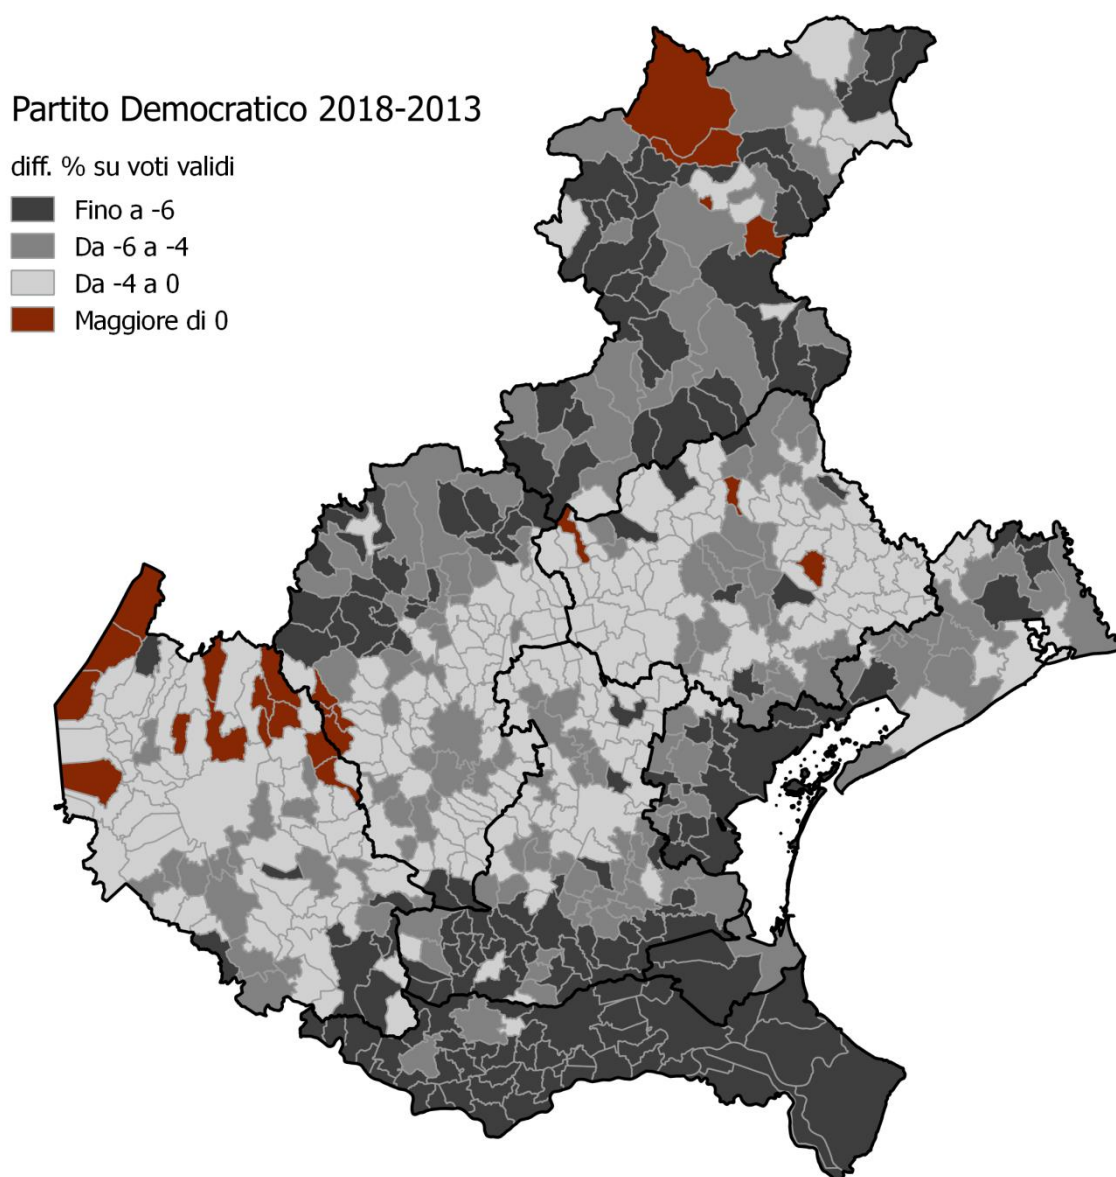 Partito Democratico 2018-2013
diff. % su voti validi
Fino a -6
Da -6 a -4
Da -4 a 0
Maggiore di 0